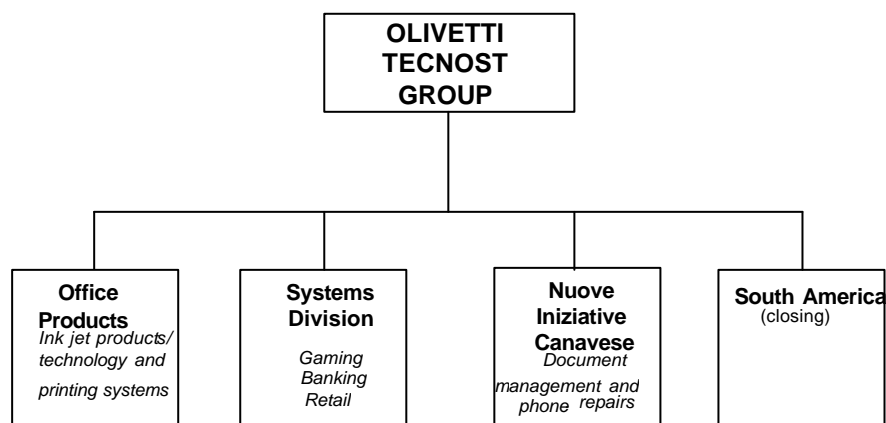 OLIVETTI
TECNOST
GROUP
Office
Products
Ink jet products/
technology and
printing systems
Systems
Division
Gaming
Banking
Retail
Nuove
Iniziative
Canavese
Document
management and
phone repairs
South America
(closing)